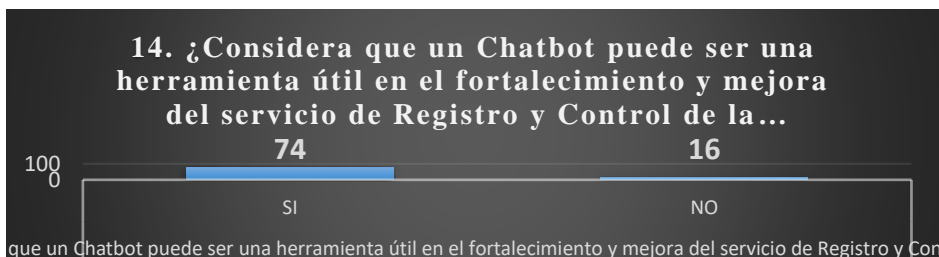 14. ¿Considera que un Chatbot puede ser una
herramienta útil en el fortalecimiento y mejora
del servicio de Registro y Control de la…
74 16
100
0
SI NO
que un Chatbot puede ser una herramienta útil en el fortalecimiento y mejora del servicio de Registro y Con